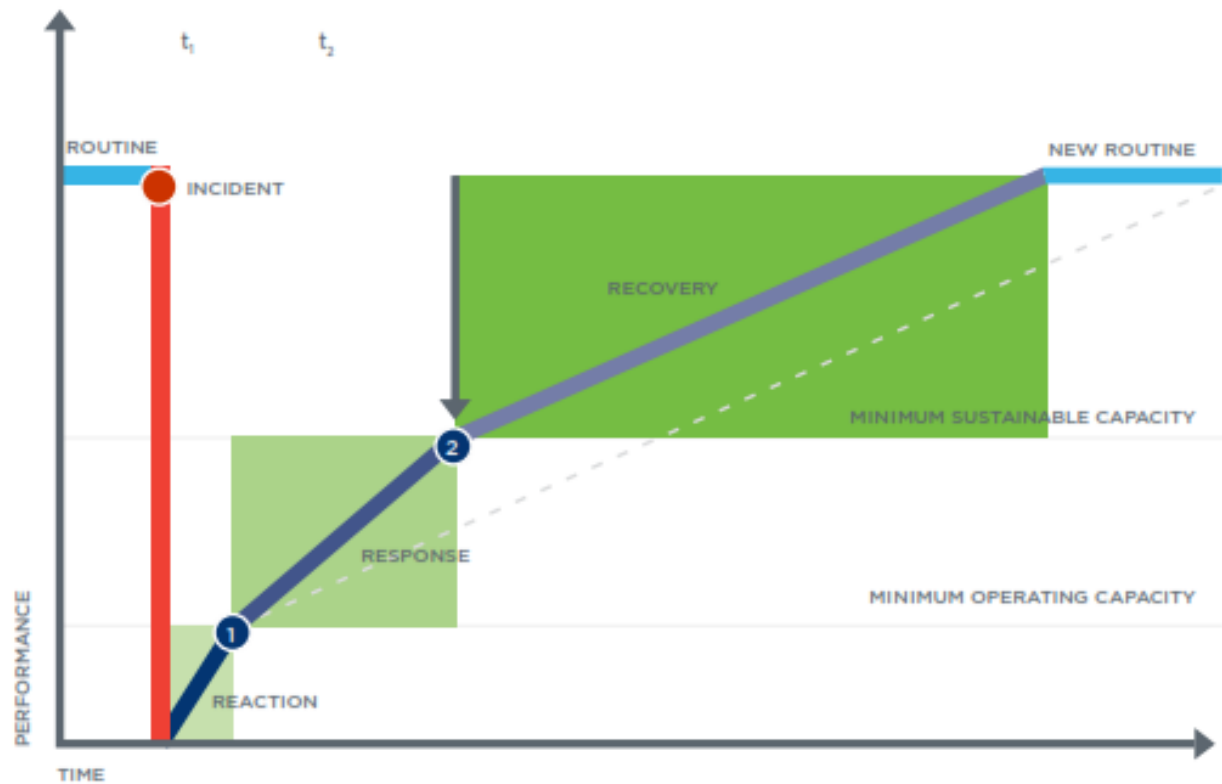 t₁ t₂
ROUTINE
NEW ROUTINE
INCIDENT
RECOVERY
MINIMUM SUSTAINABLE CAPACITY
2
RESPONSE
MINIMUM OPERATING CAPACITY
1
REACTION
PERFORMANCE
TIME